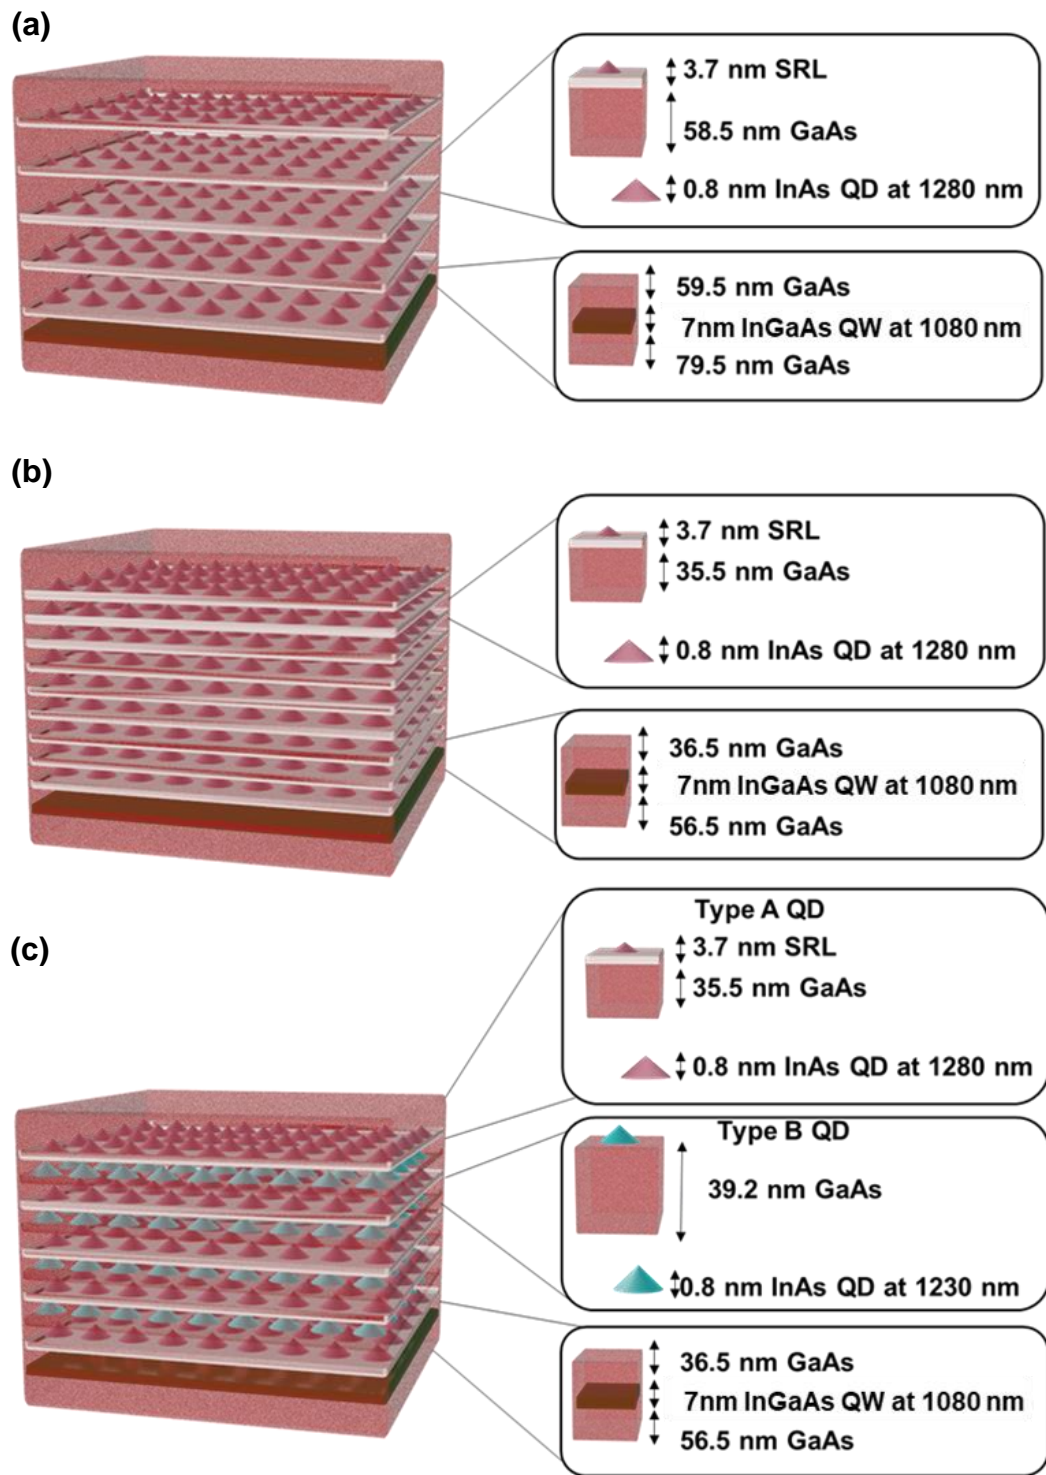 (a)
3.7 nm SRL
58.5 nm GaAs
0.8 nm InAs QD at 1280 nm
59.5 nm GaAs
7nm InGaAs QW at 1080 nm
79.5 nm GaAs
(b)
3.7 nm SRL
35.5 nm GaAs
0.8 nm InAs QD at 1280 nm
36.5 nm GaAs
7nm InGaAs QW at 1080 nm
56.5 nm GaAs
(c)
Type A QD
3.7 nm SRL
35.5 nm GaAs
0.8 nm InAs QD at 1280 nm
Type B QD
39.2 nm GaAs
0.8 nm InAs QD at 1230 nm
36.5 nm GaAs
7nm InGaAs QW at 1080 nm
56.5 nm GaAs